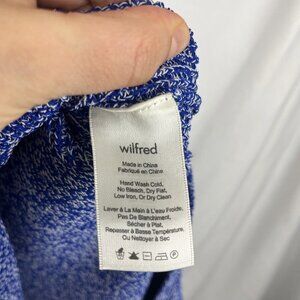 wilfred
Made in China
Fabriqué en Chine
Hand Wash Cold,
No Bleach, Dry Flat,
Low Iron, Or Dry Clean
Laver à La Main à L'eau Froide,
Pas De Blanchiment,
Sécher à Plat,
Repasser à Basse Température,
Ou Nettoyer à Sec